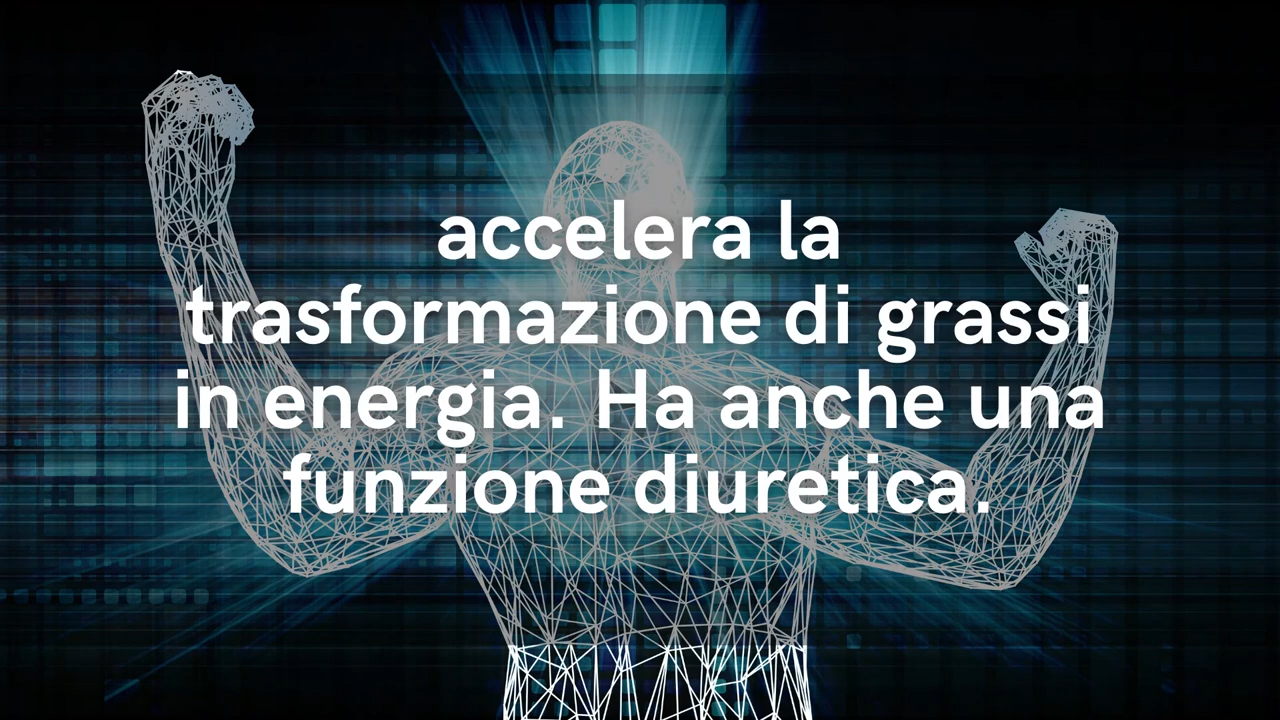 accelera la
trasformazione di grassi
in energia. Ha anche una
funzione diuretica.